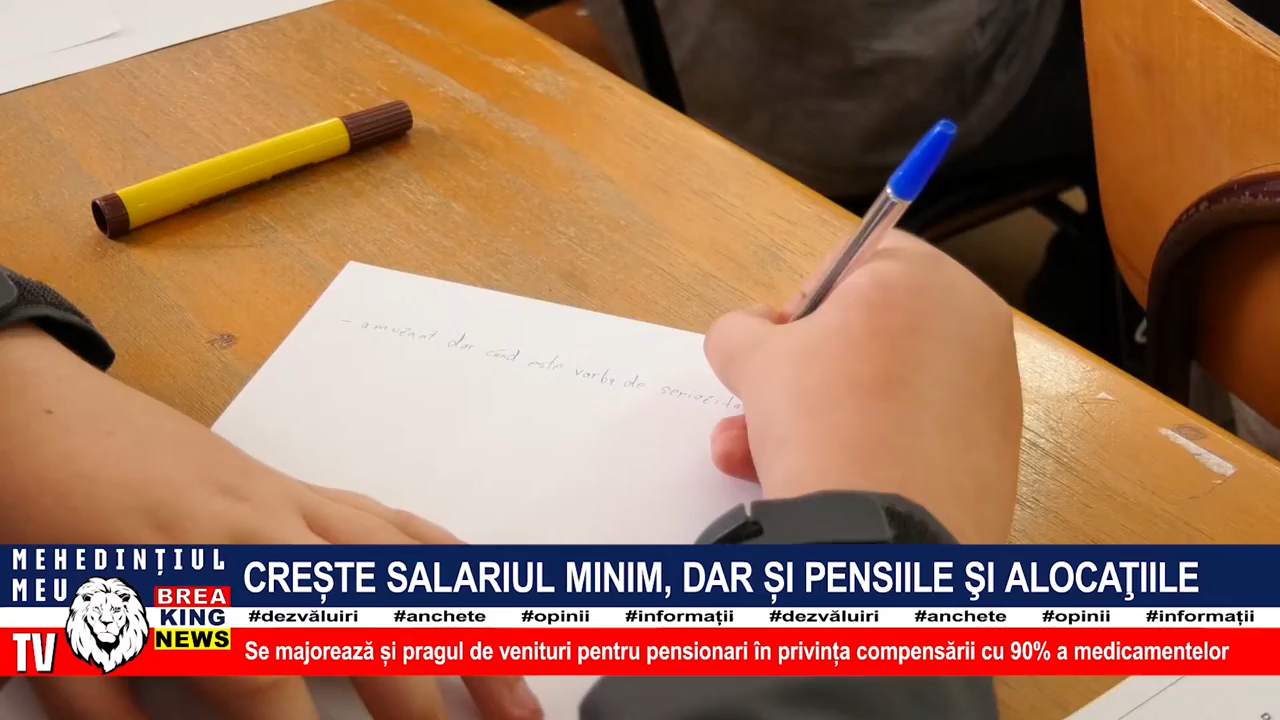 - amuzant dar când este vorba de seriozita
MEHEDINȚIUL
MEU
TV
BREA
KING
NEWS
CREȘTE SALARIUL MINIM, DAR ȘI PENSIILE ŞI ALOCAŢIILE
#dezvăluiri #anchete #opinii #informații #dezvăluiri #anchete #opinii #informații
Se majorează și pragul de venituri pentru pensionari în privința compensării cu 90% a medicamentelor